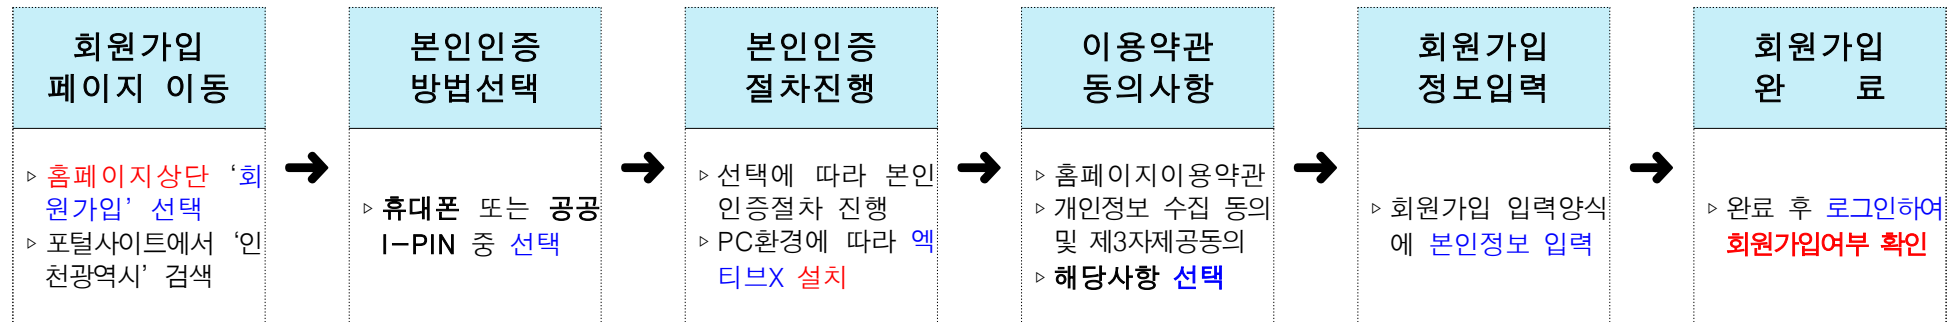 회원가입
페이지 이동
▹ 홈페이지상단 ‘회
원가입’ 선택
▹ 포털사이트에서 ‘인
천광역시’ 검색
본인인증
방법선택
▹ 휴대폰 또는 공공
I-PIN 중 선택
본인인증
절차진행
▹ 선택에 따라 본인
인증절차 진행
▹ PC환경에 따라 엑
티브X 설치
이용약관
동의사항
▹ 홈페이지이용약관
▹ 개인정보 수집 동의
및 제3자제공동의
▹ 해당사항 선택
회원가입
정보입력
▹ 회원가입 입력양식
에 본인정보 입력
회원가입
완 료
▹ 완료 후 로그인하여
회원가입여부 확인